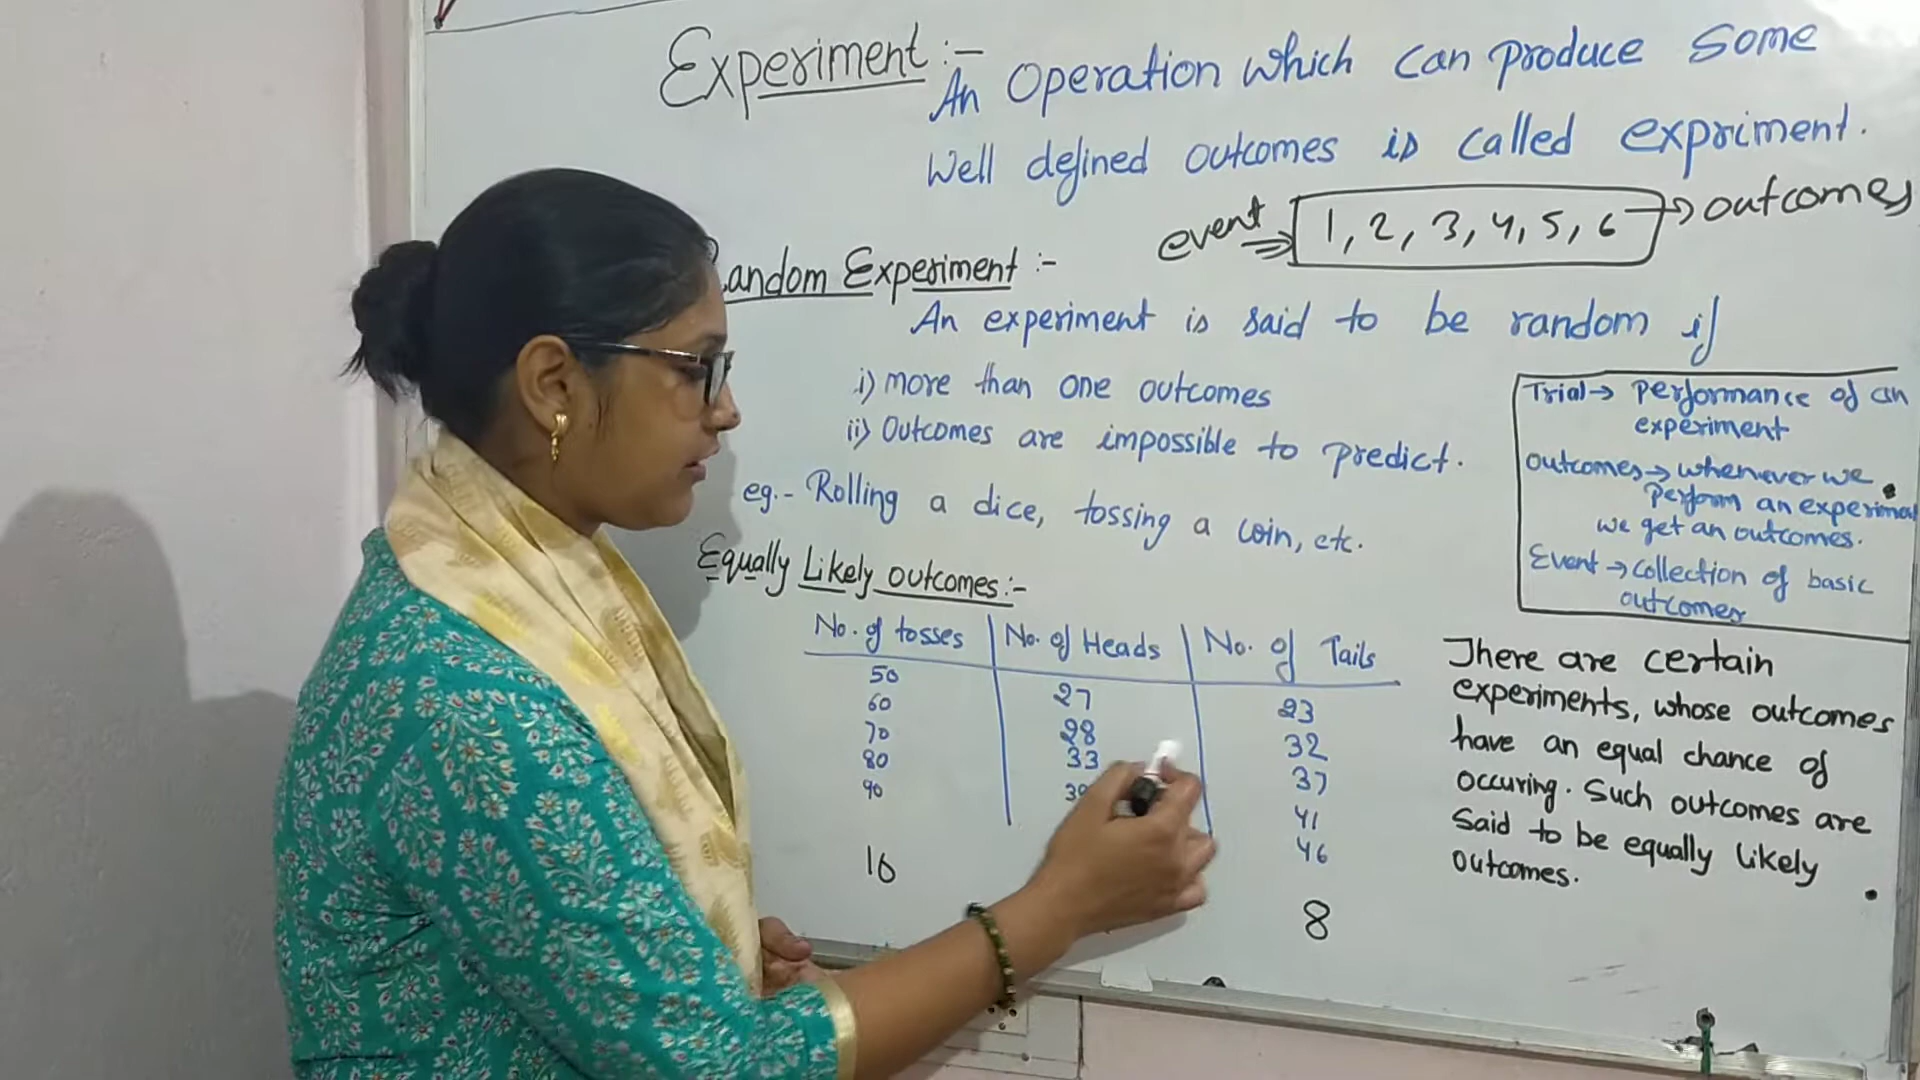 Experiment :-
An Operation which can produce some
Well defined outcomes is called expriment.
event ⇒ 1, 2, 3, 4, 5, 6 → outcomes
andom Experiment :-
An experiment is said to be random if
i) more than one outcomes
ii) Outcomes are impossible to predict.
eg.- Rolling a dice, tossing a coin, etc.
Trial → performance of an
experiment
outcomes → whenever we
perform an experiment
we get an outcomes.
Event → collection of basic
outcomes
Equally Likely outcomes :-
No. of tosses | No. of Heads | No. of Tails
50 27 23
60 28 32
70 33 37
80 41
90 46
16 8
There are certain
experiments, whose outcomes
have an equal chance of
occuring. Such outcomes are
said to be equally likely
outcomes.